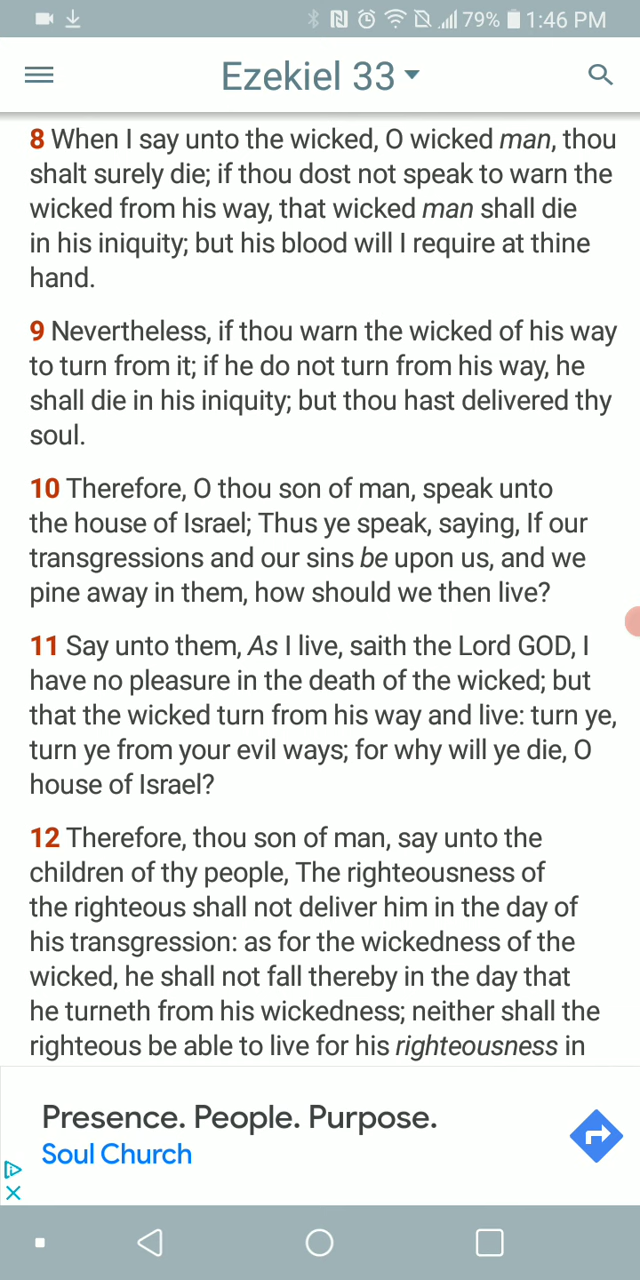 79% 1:46 PM
Ezekiel 33
8 When I say unto the wicked, O wicked man, thou
shalt surely die; if thou dost not speak to warn the
wicked from his way, that wicked man shall die
in his iniquity; but his blood will I require at thine
hand.
9 Nevertheless, if thou warn the wicked of his way
to turn from it; if he do not turn from his way, he
shall die in his iniquity; but thou hast delivered thy
soul.
10 Therefore, O thou son of man, speak unto
the house of Israel; Thus ye speak, saying, If our
transgressions and our sins be upon us, and we
pine away in them, how should we then live?
11 Say unto them, As I live, saith the Lord GOD, I
have no pleasure in the death of the wicked; but
that the wicked turn from his way and live: turn ye,
turn ye from your evil ways; for why will ye die, O
house of Israel?
12 Therefore, thou son of man, say unto the
children of thy people, The righteousness of
the righteous shall not deliver him in the day of
his transgression: as for the wickedness of the
wicked, he shall not fall thereby in the day that
he turneth from his wickedness; neither shall the
righteous be able to live for his righteousness in
Presence. People. Purpose.
Soul Church